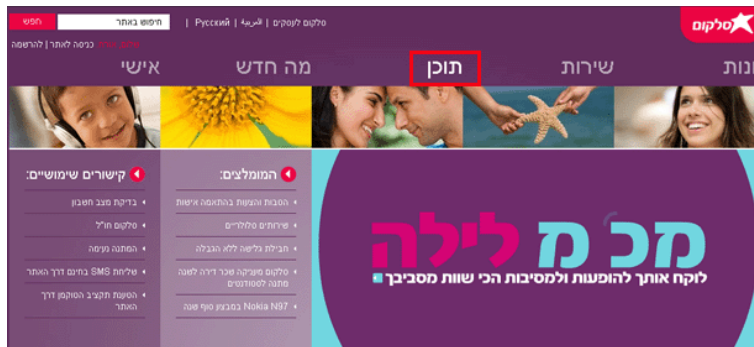 סלקום
סלקום לעסקים | العربية | Русский |
חיפוש באתר
חפש
כניסה לאתר | להרשמה
שירות
תוכן
מה חדש
אישי
המומלצים:
הטבות והצעות בהתאמה אישית
שירותים סלולריים
חבילת גלישה ללא הגבלה
סלקום מעניקה שכר דירה לשנה
מתנה לסטודנטים
Nokia N97 במבצע סוף שנה
קישורים שימושיים:
בדיקת מצב חשבון
סלקום חו"ל
המתנה נעימה
שליחת SMS בחינם דרך האתר
הטענת תקציב הטוקמן דרך
האתר
מכ מ לילה
לוקח אותך להופעות ולמסיבות הכי שוות מסביבך